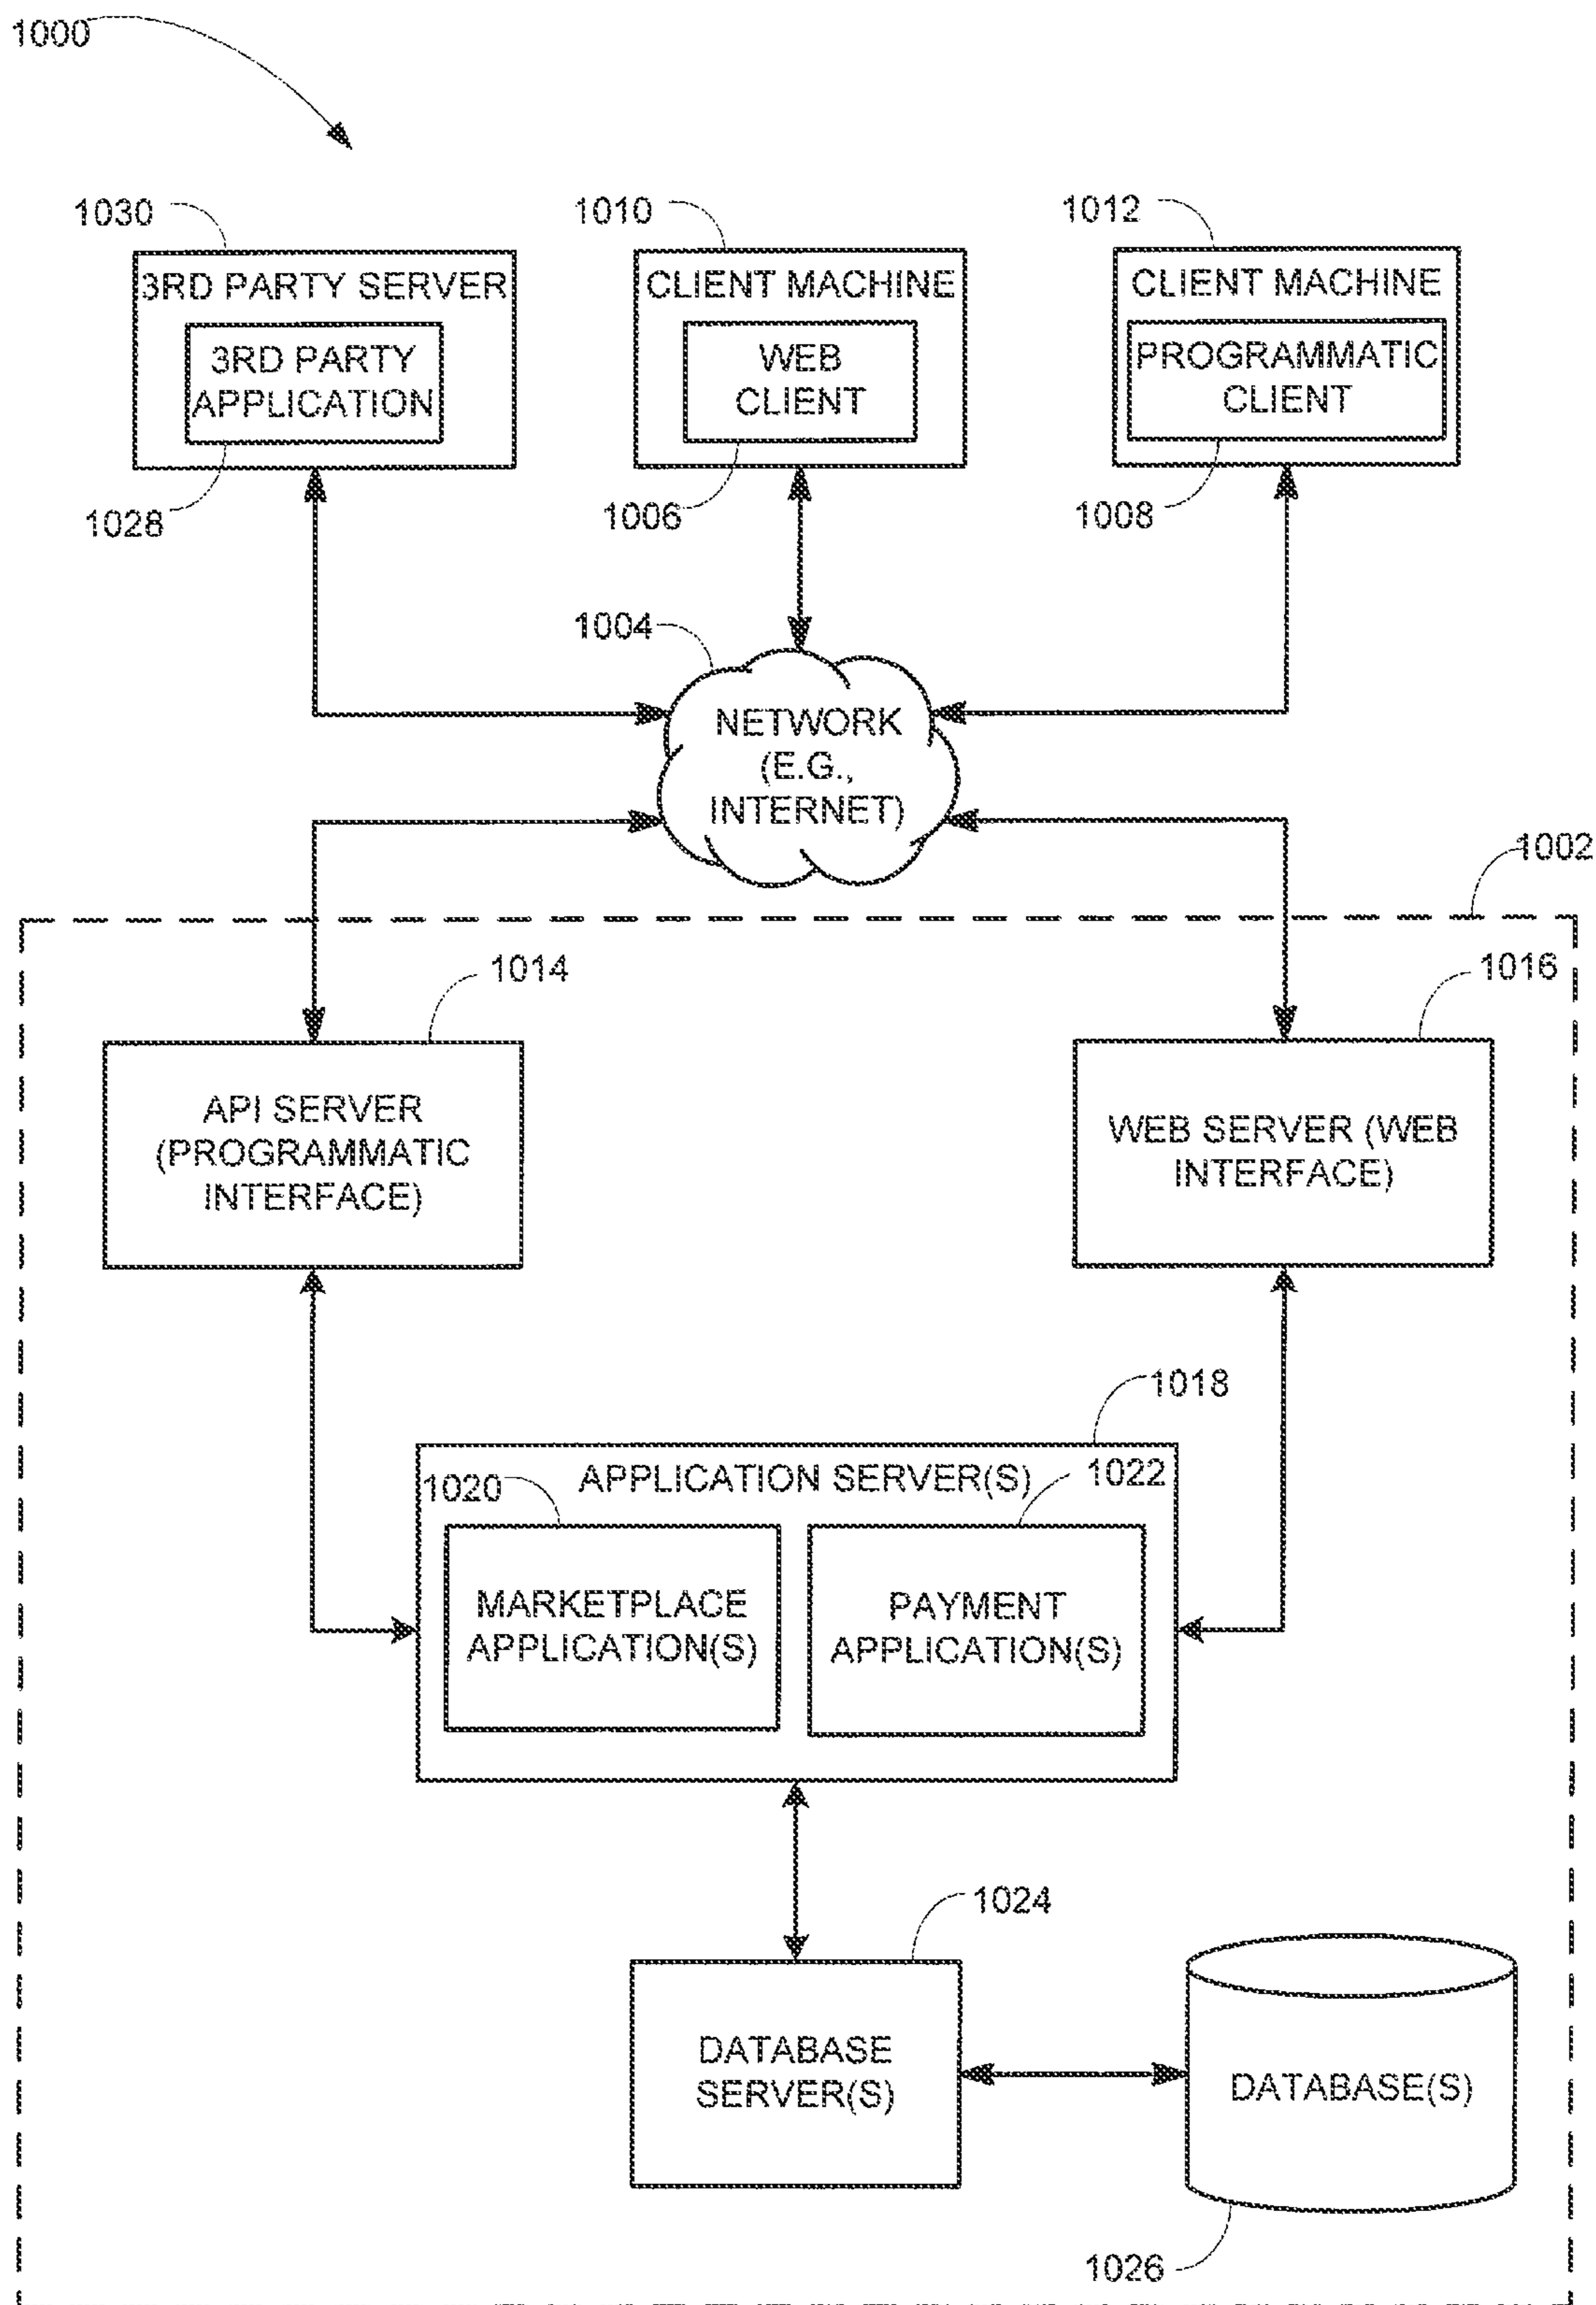 1000
1030
1010
1012
3RD PARTY SERVER
CLIENT MACHINE
CLIENT MACHINE
3RD PARTY
APPLICATION
WEB
CLIENT
PROGRAMMATIC
CLIENT
1028
1006
1008
1004
NETWORK
(E.G.,
INTERNET)
1002
1014
1016
API SERVER
(PROGRAMMATIC
INTERFACE)
WEB SERVER (WEB
INTERFACE)
1018
APPLICATION SERVER(S)
1020
1022
MARKETPLACE
APPLICATION(S)
PAYMENT
APPLICATION(S)
1024
DATABASE
SERVER(S)
DATABASE(S)
1026